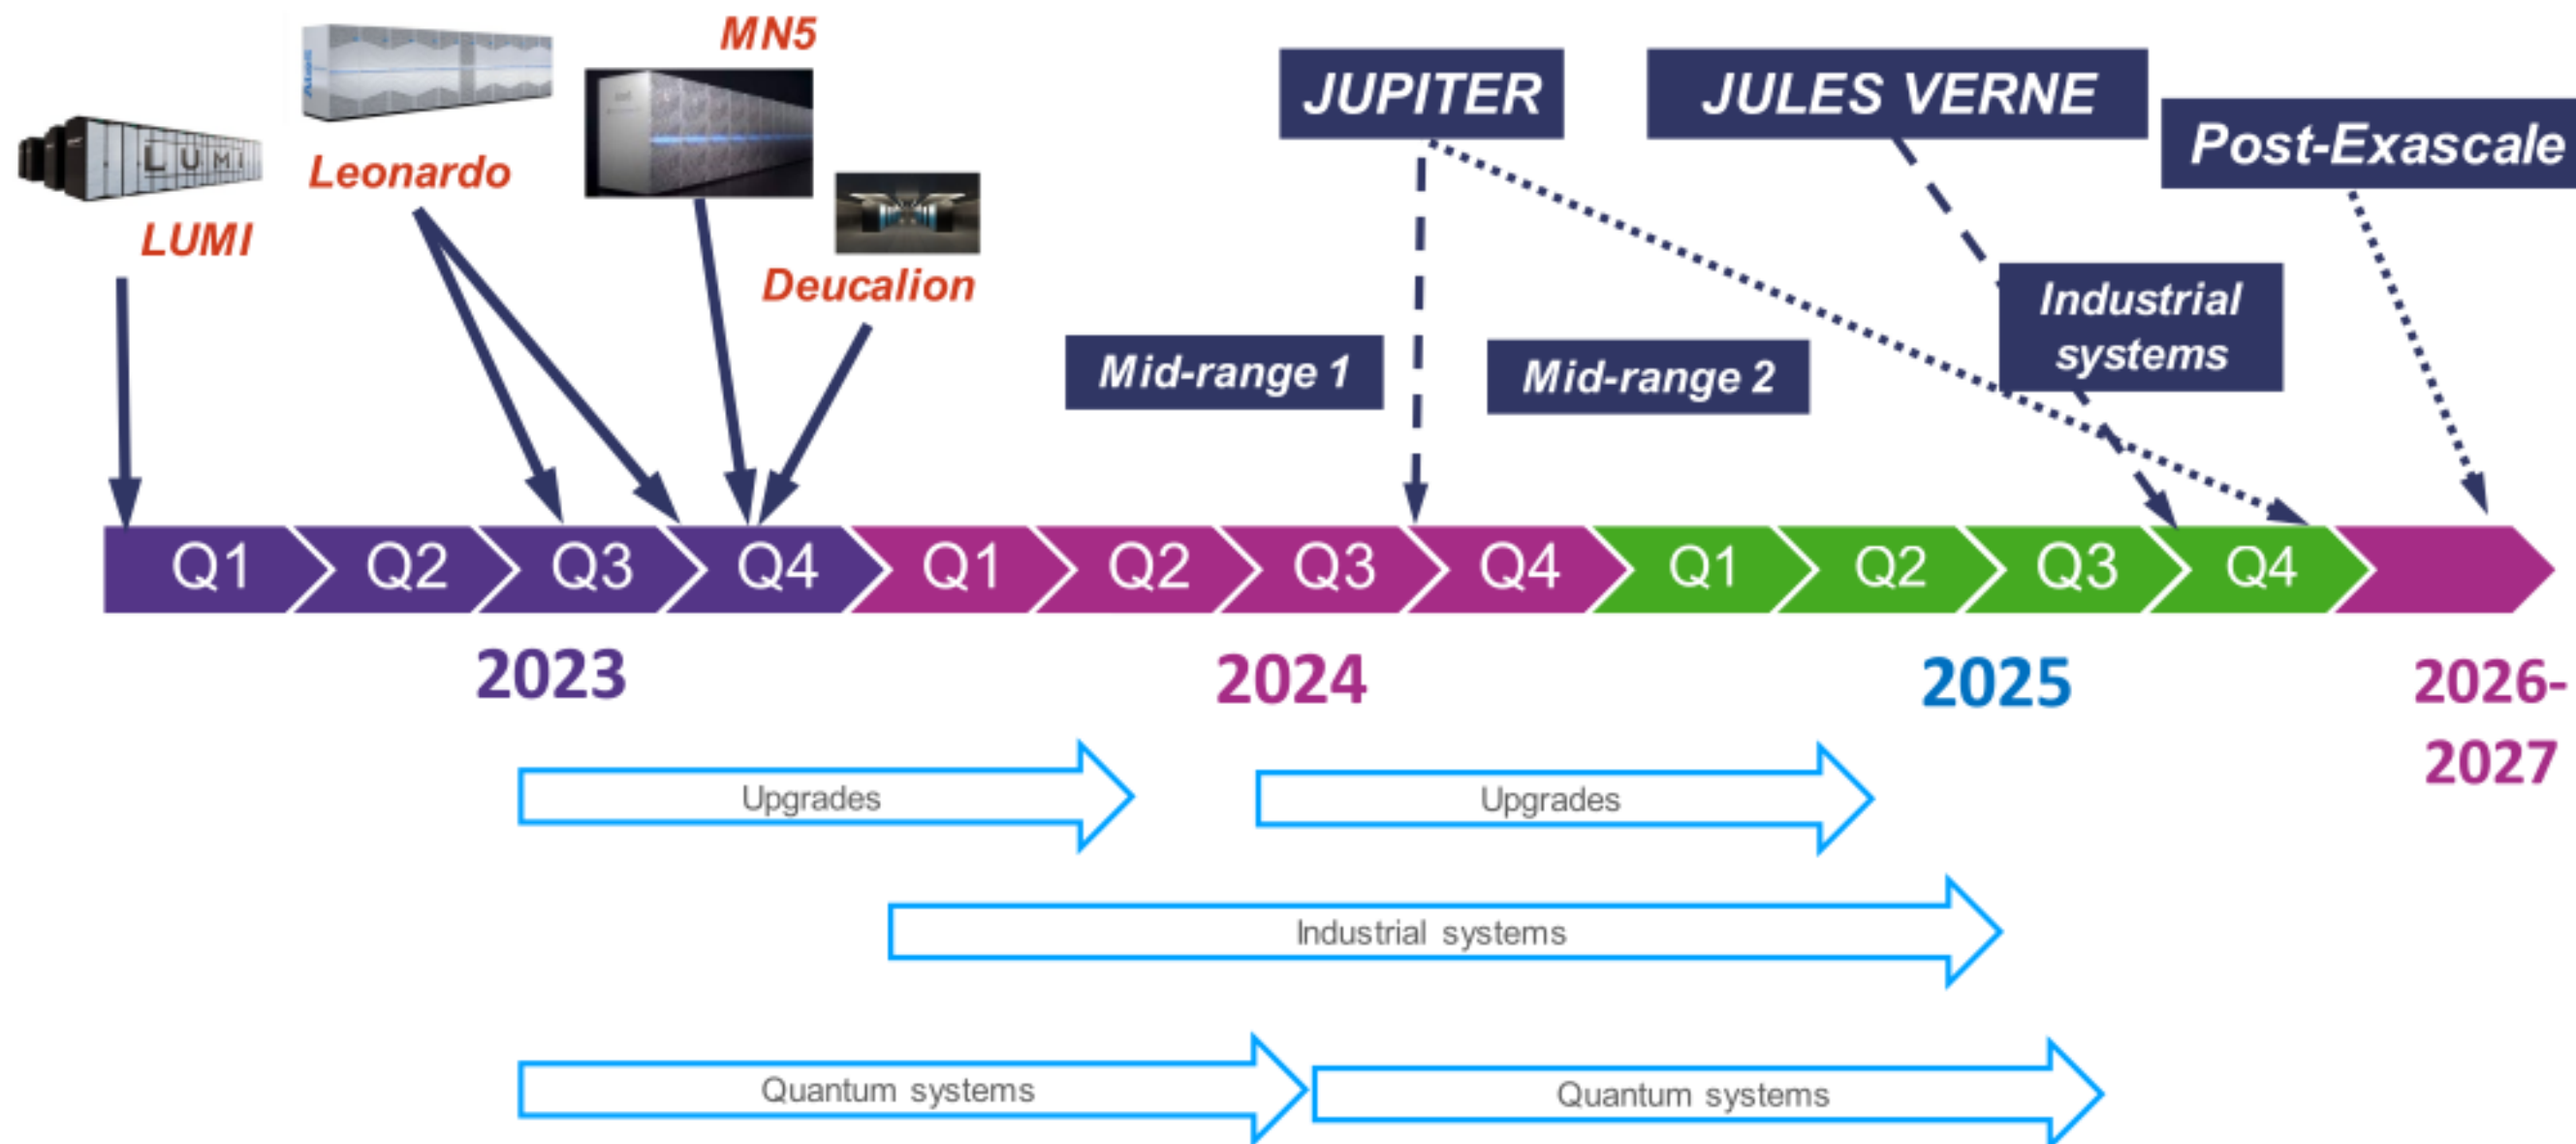 MN5
JUPITER
JULES VERNE
Post-Exascale
Leonardo
LUMI
LUMI
Deucalion
Industrial
systems
Mid-range 1
Mid-range 2
Q1 Q2 Q3 Q4 Q1 Q2 Q3 Q4 Q1 Q2 Q3 Q4
2023
2024
2025
2026-
2027
Upgrades
Upgrades
Industrial systems
Quantum systems
Quantum systems